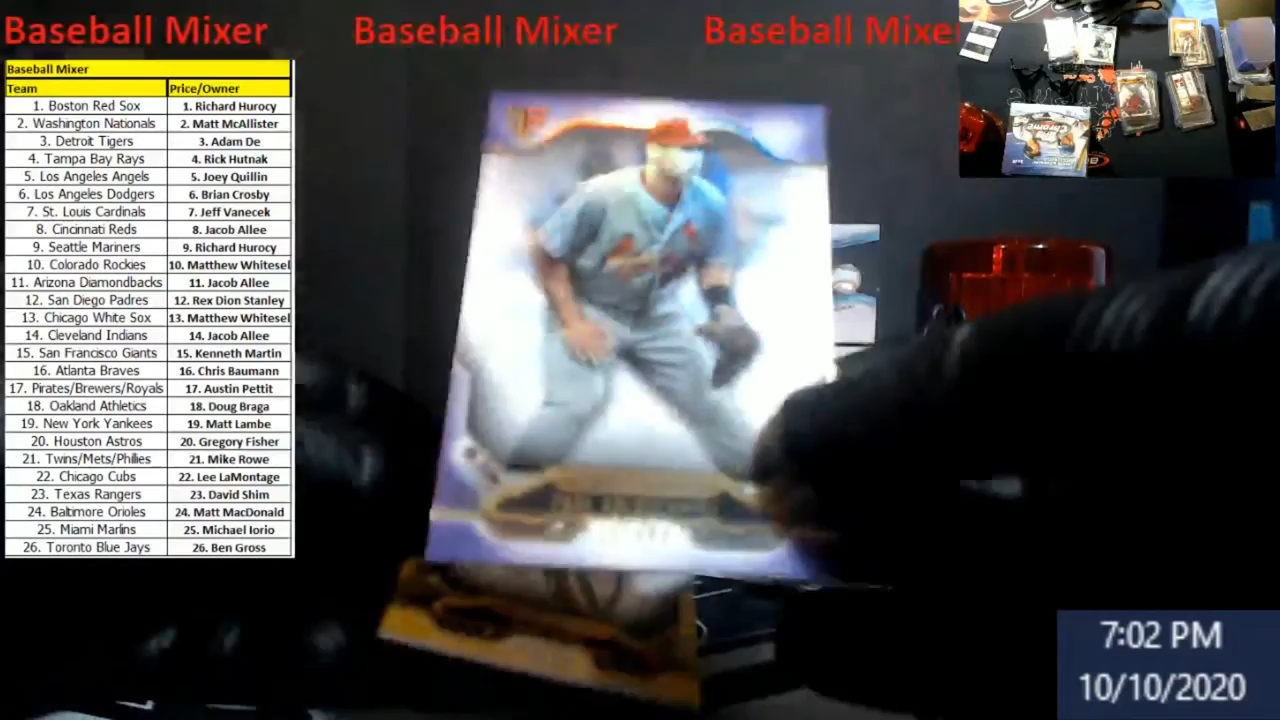 Baseball Mixer Baseball Mixer Baseball Mixe
Baseball Mixer
Team Price/Owner
1. Boston Red Sox 1. Richard Hurocy
2. Washington Nationals 2. Matt McAllister
3. Detroit Tigers 3. Adam De
4. Tampa Bay Rays 4. Rick Hutnak
5. Los Angeles Angels 5. Joey Quillin
6. Los Angeles Dodgers 6. Brian Crosby
7. St. Louis Cardinals 7. Jeff Vanecek
8. Cincinnati Reds 8. Jacob Allee
9. Seattle Mariners 9. Richard Hurocy
10. Colorado Rockies 10. Matthew Whitesel
11. Arizona Diamondbacks 11. Jacob Allee
12. San Diego Padres 12. Rex Dion Stanley
13. Chicago White Sox 13. Matthew Whitesel
14. Cleveland Indians 14. Jacob Allee
15. San Francisco Giants 15. Kenneth Martin
16. Atlanta Braves 16. Chris Baumann
17. Pirates/Brewers/Royals 17. Austin Pettit
18. Oakland Athletics 18. Doug Braga
19. New York Yankees 19. Matt Lambe
20. Houston Astros 20. Gregory Fisher
21. Twins/Mets/Phillies 21. Mike Rowe
22. Chicago Cubs 22. Lee LaMontage
23. Texas Rangers 23. David Shim
24. Baltimore Orioles 24. Matt MacDonald
25. Miami Marlins 25. Michael Iorio
26. Toronto Blue Jays 26. Ben Gross
7:02 PM
10/10/2020